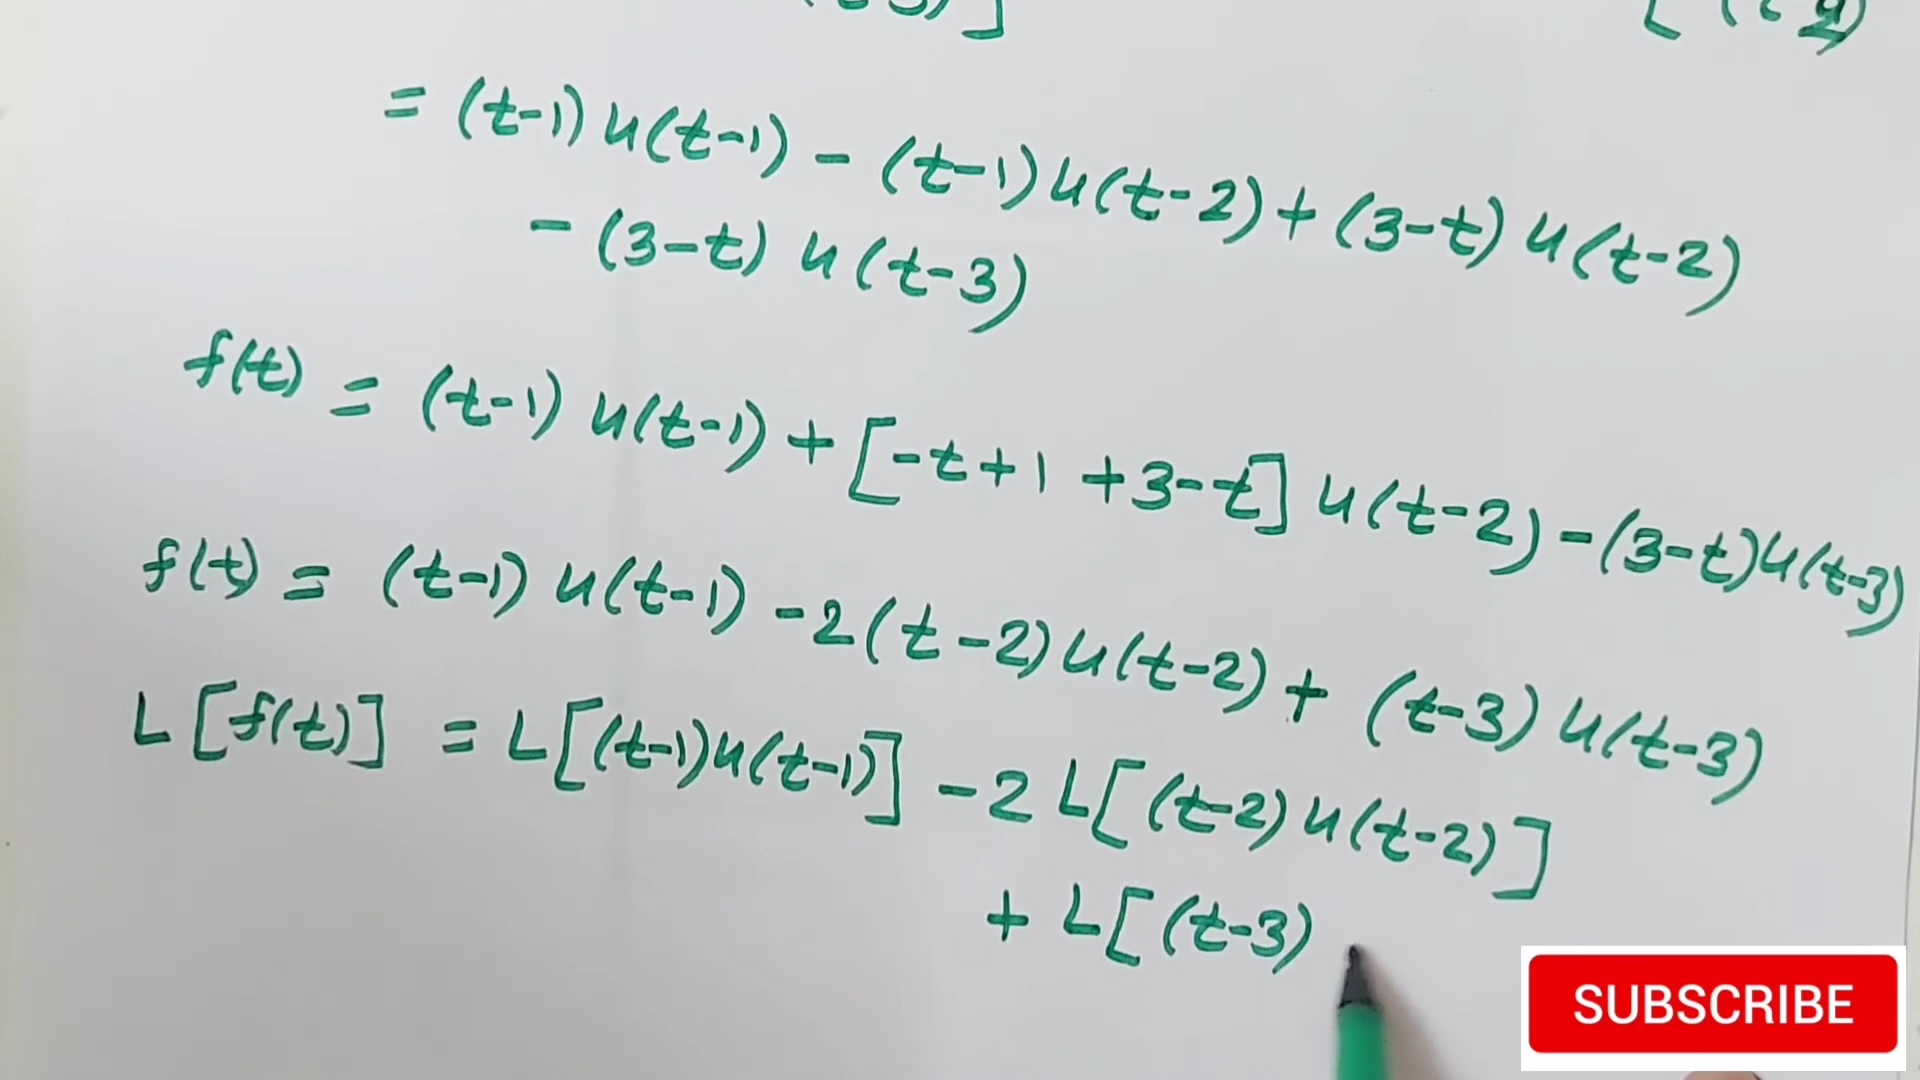 = (t-1) u(t-1) - (t-1) u(t-2) + (3-t) u(t-2)
- (3-t) u(t-3)
f(t) = (t-1) u(t-1) + [-t+1 +3-t] u(t-2) - (3-t) u(t-3)
f(t) = (t-1) u(t-1) -2(t-2) u(t-2) + (t-3) u(t-3)
L[f(t)] = L[(t-1)u(t-1)] -2 L[(t-2) u(t-2)]
+ L[(t-3)
SUBSCRIBE